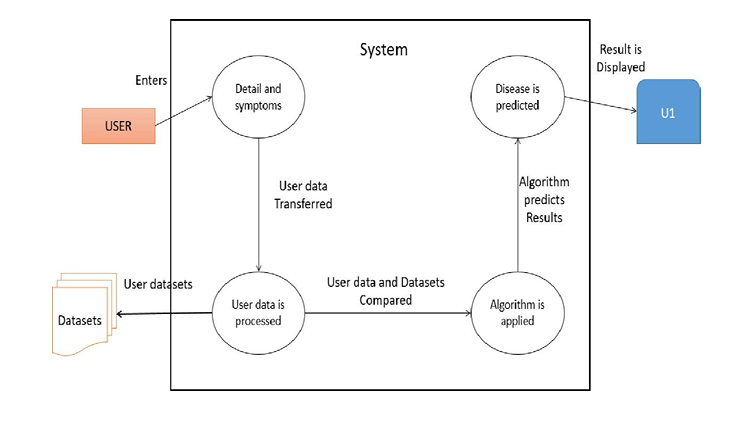 System
Enters
Detail and
symptoms
Disease is
predicted
Result is
Displayed
USER
U1
User data
Transferred
Algorithm
predicts
Results
User datasets
Datasets
User data is
processed
User data and Datasets
Compared
Algorithm is
applied